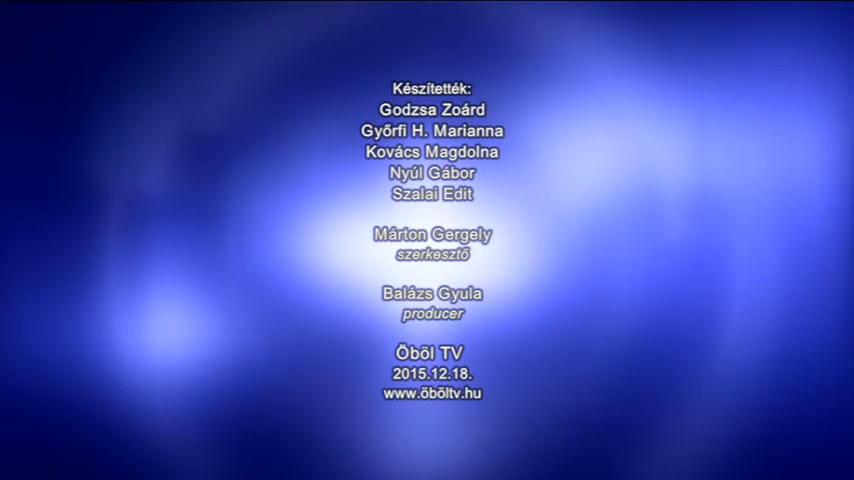 Készítették:
Godzsa Zoárd
Győrfi H. Marianna
Kovács Magdolna
Nyúl Gábor
Szalai Edit
Márton Gergely
szerkesztő
Balázs Gyula
producer
Öböl TV
2015.12.18.
www.öböltv.hu